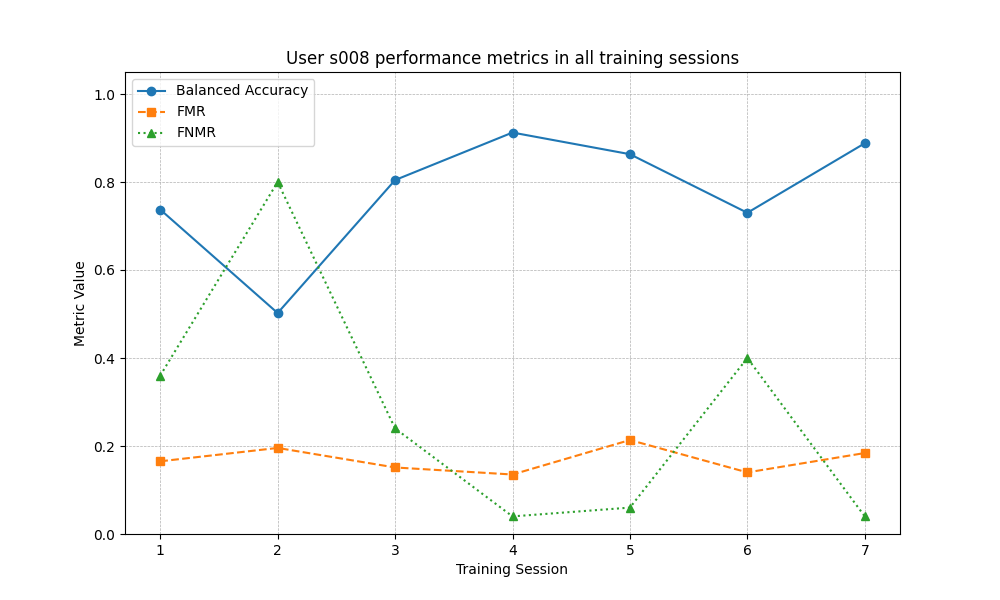 User s008 performance metrics in all training sessions
Balanced Accuracy
FMR
FNMR
1.0
0.8
0.6
0.4
0.2
0.0
Metric Value
1 2 3 4 5 6 7
Training Session